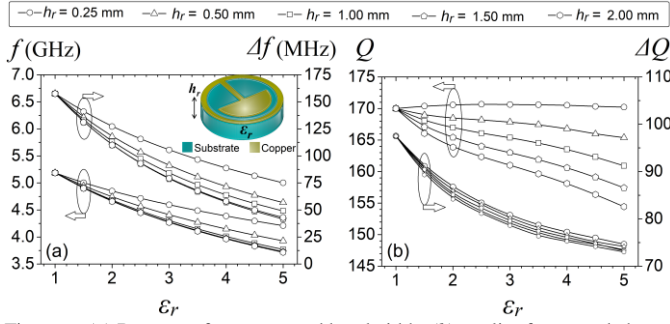 h_r = 0.25 mm h_r = 0.50 mm h_r = 1.00 mm h_r = 1.50 mm h_r = 2.00 mm
f (GHz) Δf (MHz) Q ΔQ
7.0 175 175 110
6.5 150
6.0 125 170 100
5.5 100 165
5.0 160 90
4.5 75 155
4.0 50 80
25 150
3.5 0 145 70
h_r
ε_r
Substrate Copper
(a) (b)
1 2 3 4 5 1 2 3 4 5
ε_r ε_r